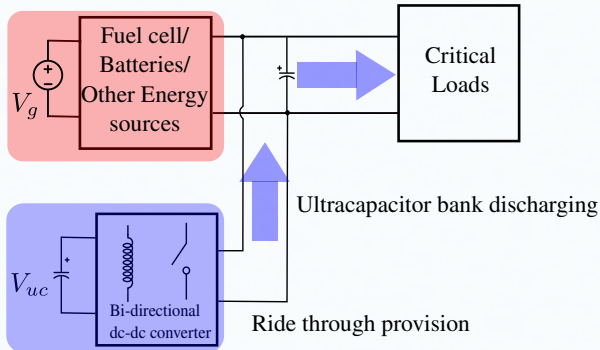 Fuel cell/
Batteries/
Other Energy
sources
V_g
Critical
Loads
Ultracapacitor bank discharging
V_uc
Bi-directional
dc-dc converter
Ride through provision